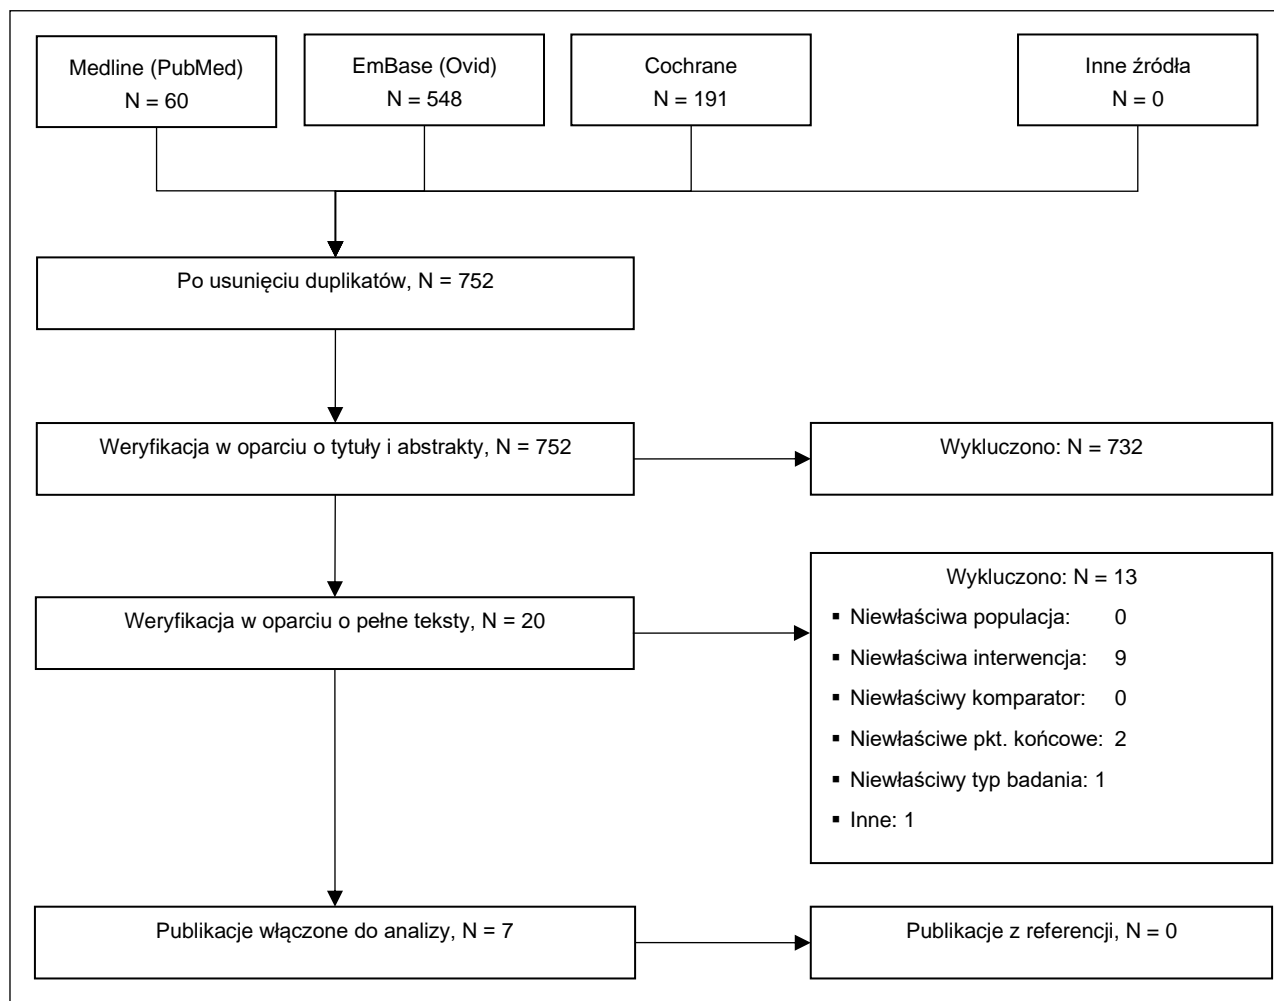 Medline (PubMed)
N = 60
EmBase (Ovid)
N = 548
Cochrane
N = 191
Inne źródła
N = 0
Po usunięciu duplikatów, N = 752
Weryfikacja w oparciu o tytuły i abstrakty, N = 752
Wykluczono: N = 732
Weryfikacja w oparciu o pełne teksty, N = 20
Wykluczono: N = 13
▪ Niewłaściwa populacja: 0
▪ Niewłaściwa interwencja: 9
▪ Niewłaściwy komparator: 0
▪ Niewłaściwe pkt. końcowe: 2
▪ Niewłaściwy typ badania: 1
▪ Inne: 1
Publikacje włączone do analizy, N = 7
Publikacje z referencji, N = 0